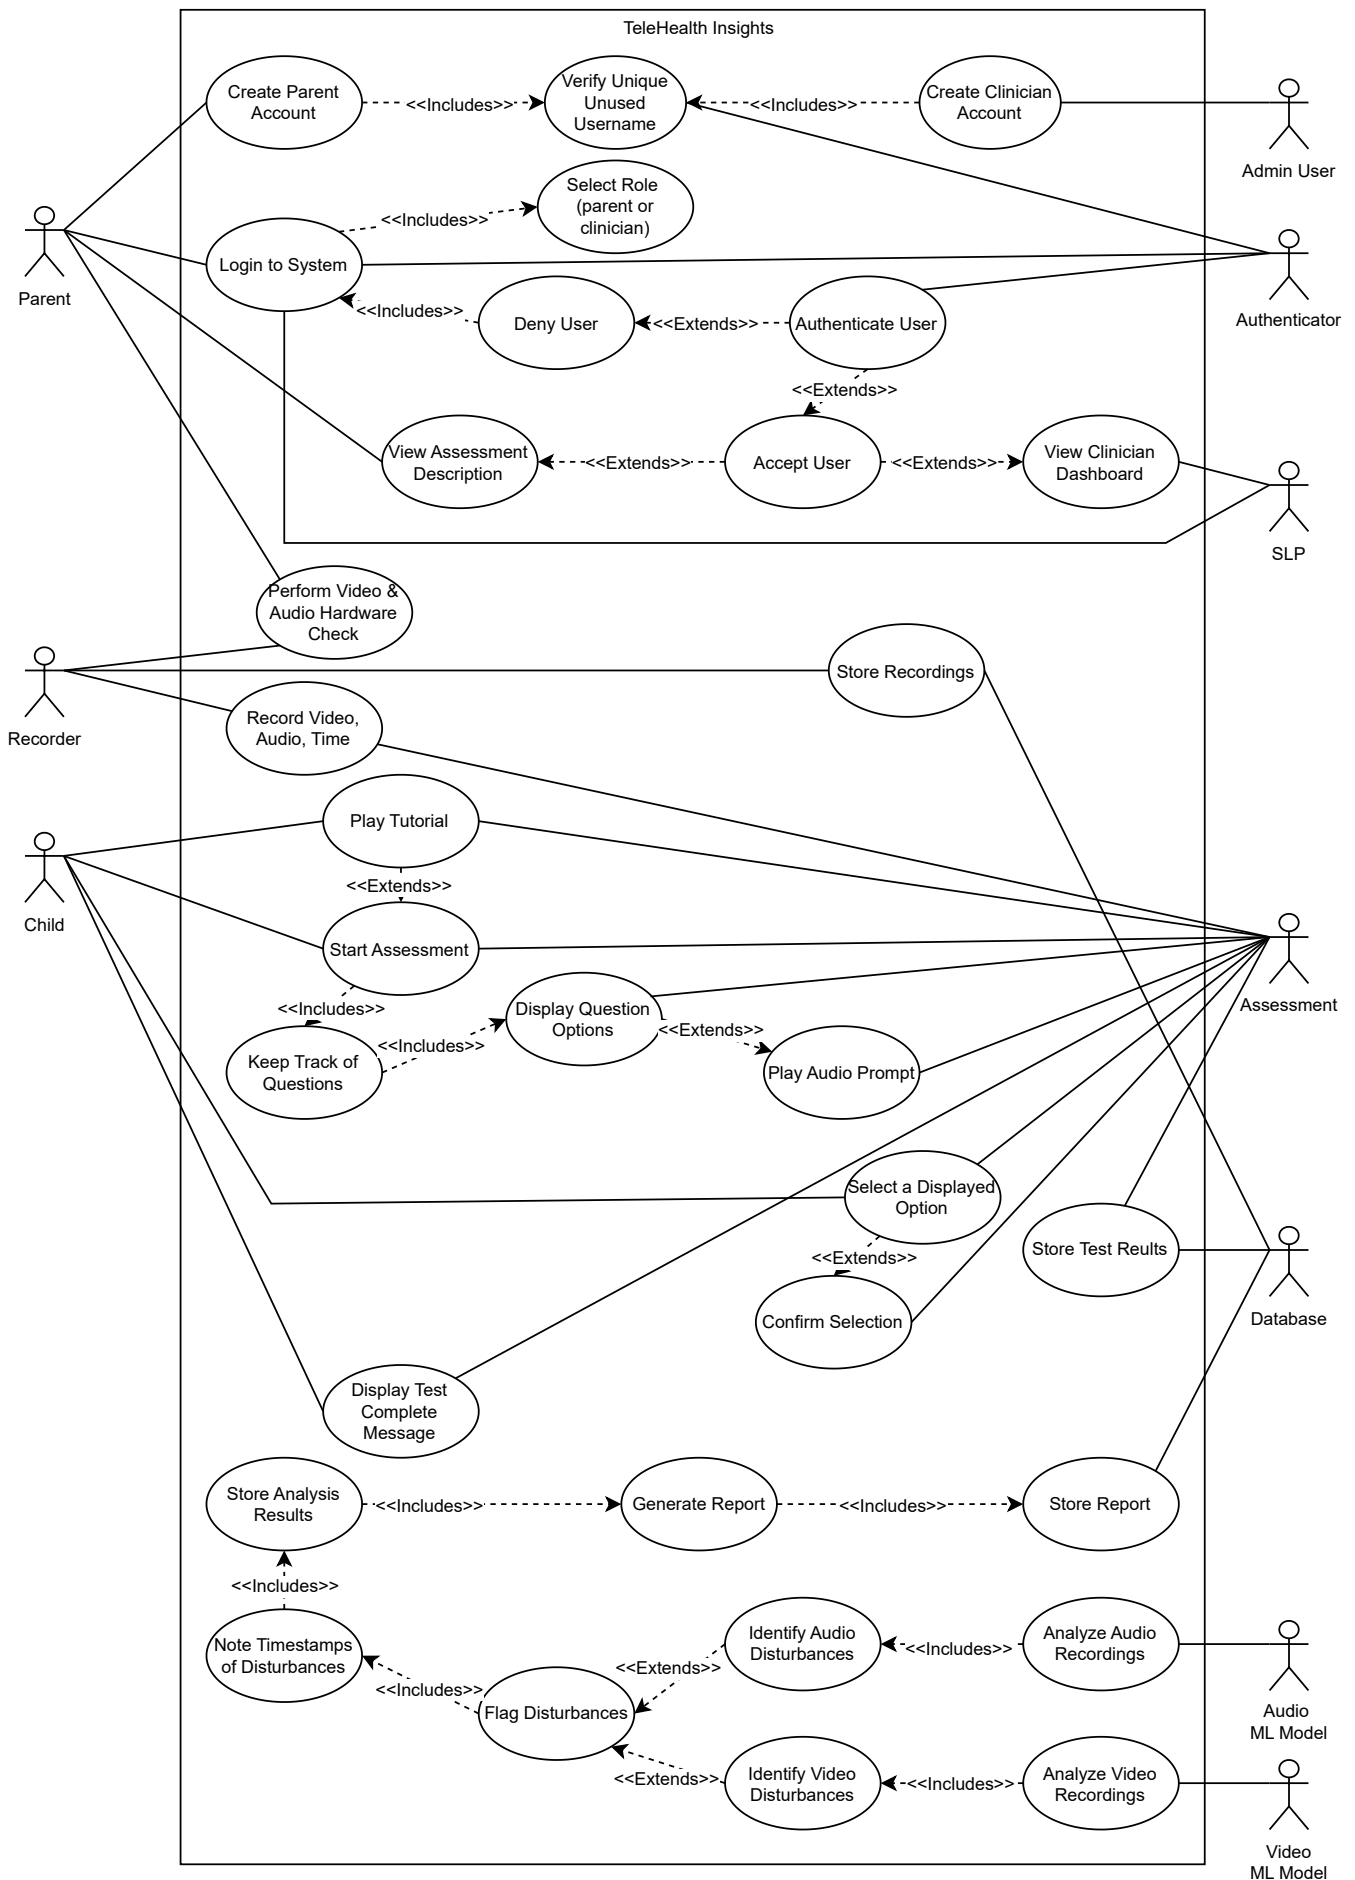 TeleHealth Insights
Create Parent
Account
<<Includes>>
Verify Unique
Unused
Username
<<Includes>>
Create Clinician
Account
Admin User
Select Role
(parent or
clinician)
<<Includes>>
Parent
Login to System
Authenticator
<<Includes>>
Deny User
<<Extends>>
Authenticate User
<<Extends>>
View Assessment
Description
<<Extends>>
Accept User
<<Extends>>
View Clinician
Dashboard
SLP
Perform Video &
Audio Hardware
Check
Store Recordings
Recorder
Record Video,
Audio, Time
Play Tutorial
<<Extends>>
Child
Start Assessment
<<Includes>>
Display Question
Options
<<Extends>>
Assessment
<<Includes>>
Keep Track of
Questions
Play Audio Prompt
Select a Displayed
Option
<<Extends>>
Store Test Reults
Confirm Selection
Database
Display Test
Complete
Message
Store Analysis
Results
<<Includes>>
Generate Report
<<Includes>>
Store Report
<<Includes>>
Note Timestamps
of Disturbances
<<Includes>>
Flag Disturbances
<<Extends>>
Identify Audio
Disturbances
<<Includes>>
Analyze Audio
Recordings
Audio
ML Model
<<Extends>>
Identify Video
Disturbances
<<Includes>>
Analyze Video
Recordings
Video
ML Model